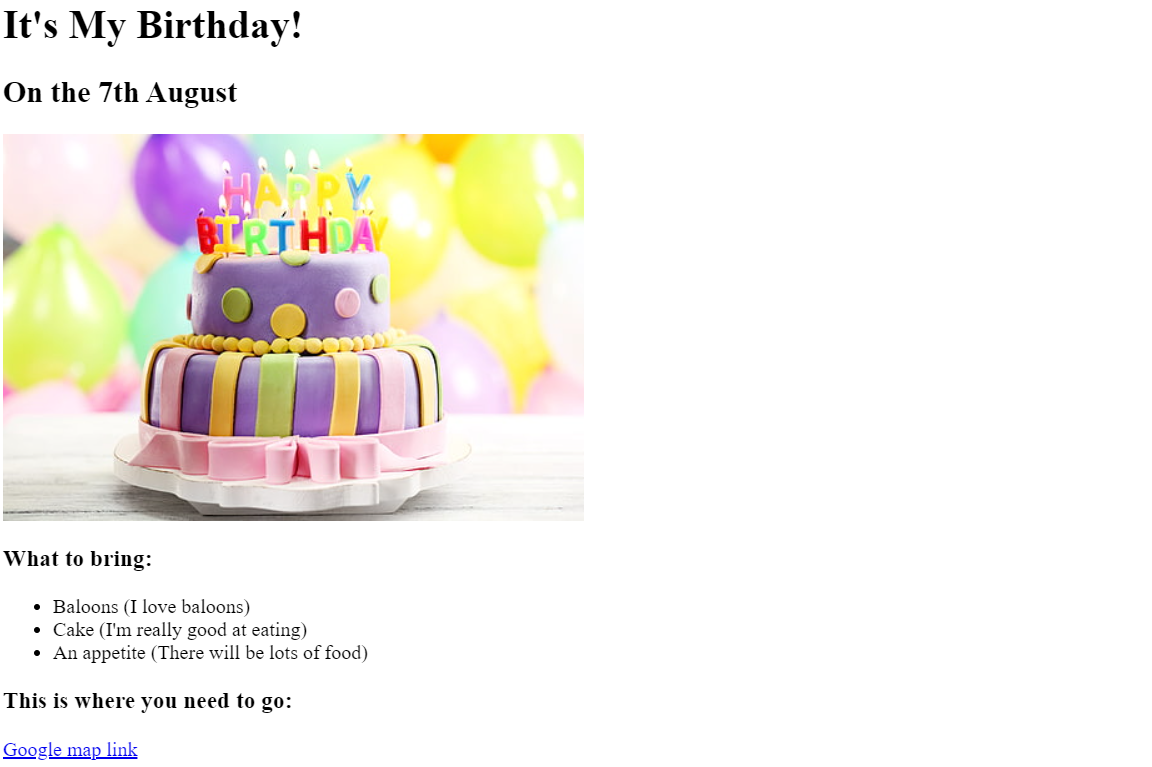 It's My Birthday!
On the 7th August
HAPPY
BIRTHDAY
What to bring:
Baloons (I love baloons)
Cake (I'm really good at eating)
An appetite (There will be lots of food)
This is where you need to go:
Google map link